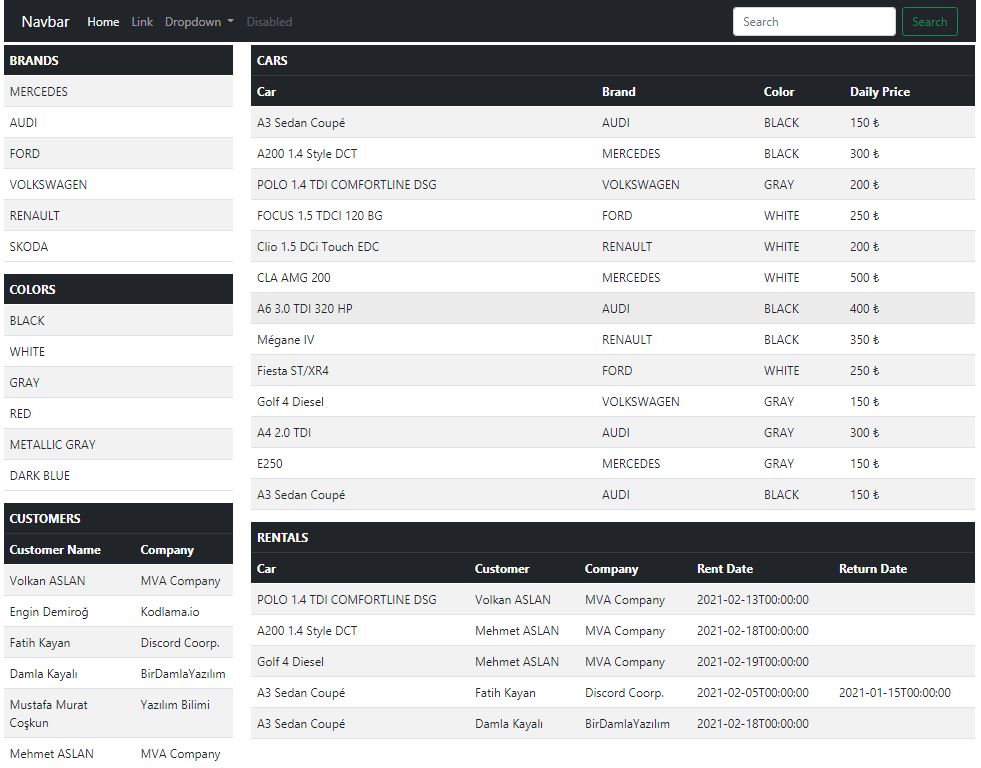 Navbar Home Link Dropdown Disabled Search Search
BRANDS
MERCEDES
AUDI
FORD
VOLKSWAGEN
RENAULT
SKODA
COLORS
BLACK
WHITE
GRAY
RED
METALLIC GRAY
DARK BLUE
CUSTOMERS
Customer Name Company
Volkan ASLAN MVA Company
Engin Demiroğ Kodlama.io
Fatih Kayan Discord Coorp.
Damla Kayalı BirDamlaYazılım
Mustafa Murat Yazılım Bilimi
Coşkun
Mehmet ASLAN MVA Company
CARS
Car Brand Color Daily Price
A3 Sedan Coupé AUDI BLACK 150 ₺
A200 1.4 Style DCT MERCEDES BLACK 300 ₺
POLO 1.4 TDI COMFORTLINE DSG VOLKSWAGEN GRAY 200 ₺
FOCUS 1.5 TDCI 120 BG FORD WHITE 250 ₺
Clio 1.5 DCi Touch EDC RENAULT WHITE 200 ₺
CLA AMG 200 MERCEDES WHITE 500 ₺
A6 3.0 TDI 320 HP AUDI BLACK 400 ₺
Mégane IV RENAULT BLACK 350 ₺
Fiesta ST/XR4 FORD WHITE 250 ₺
Golf 4 Diesel VOLKSWAGEN GRAY 150 ₺
A4 2.0 TDI AUDI GRAY 300 ₺
E250 MERCEDES GRAY 150 ₺
A3 Sedan Coupé AUDI BLACK 150 ₺
RENTALS
Car Customer Company Rent Date Return Date
POLO 1.4 TDI COMFORTLINE DSG Volkan ASLAN MVA Company 2021-02-13T00:00:00
A200 1.4 Style DCT Mehmet ASLAN MVA Company 2021-02-18T00:00:00
Golf 4 Diesel Mehmet ASLAN MVA Company 2021-02-19T00:00:00
A3 Sedan Coupé Fatih Kayan Discord Coorp. 2021-02-05T00:00:00 2021-01-15T00:00:00
A3 Sedan Coupé Damla Kayalı BirDamlaYazılım 2021-02-18T00:00:00